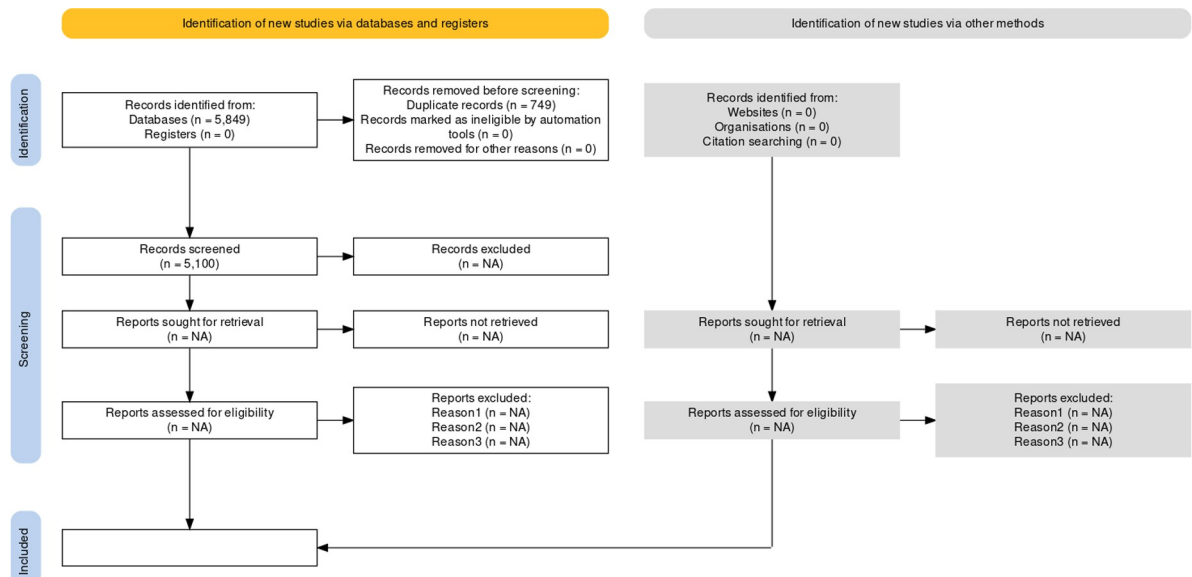 Identification of new studies via databases and registers
Identification of new studies via other methods
Identification
Records identified from:
Databases (n = 5,849)
Registers (n = 0)
Records removed before screening:
Duplicate records (n = 749)
Records marked as ineligible by automation
tools (n = 0)
Records removed for other reasons (n = 0)
Records identified from:
Websites (n = 0)
Organisations (n = 0)
Citation searching (n = 0)
Screening
Records screened
(n = 5,100)
Records excluded
(n = NA)
Reports sought for retrieval
(n = NA)
Reports not retrieved
(n = NA)
Reports sought for retrieval
(n = NA)
Reports not retrieved
(n = NA)
Reports assessed for eligibility
(n = NA)
Reports excluded:
Reason1 (n = NA)
Reason2 (n = NA)
Reason3 (n = NA)
Reports assessed for eligibility
(n = NA)
Reports excluded:
Reason1 (n = NA)
Reason2 (n = NA)
Reason3 (n = NA)
Included